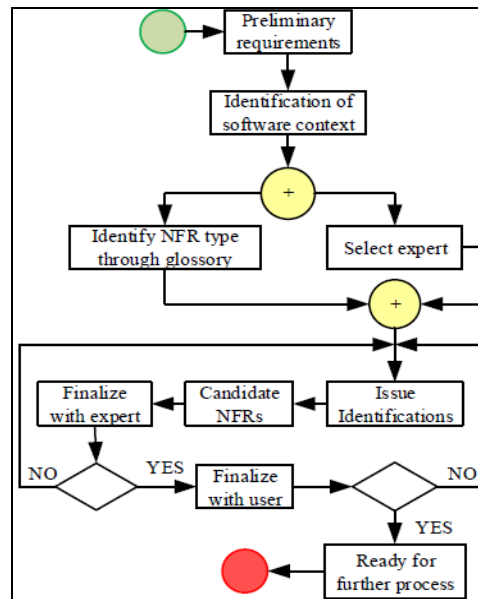 Preliminary
requirements
Identification of
software context
+
Identify NFR type
through glossory
Select expert
+
Finalize
with expert
Candidate
NFRs
Issue
Identifications
NO
YES
Finalize
with user
NO
YES
Ready for
further process